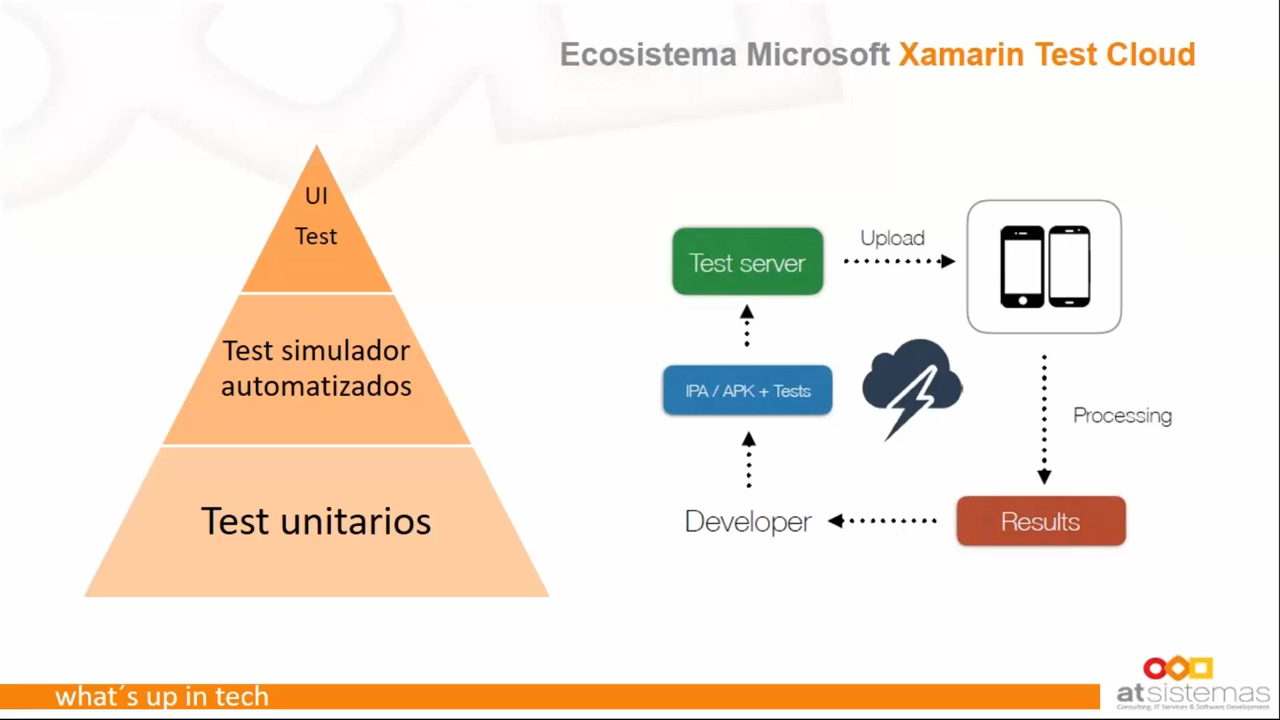 Ecosistema Microsoft Xamarin Test Cloud
UI
Test
Test simulador
automatizados
Test unitarios
Test server
Upload
IPA / APK + Tests
Processing
Developer
Results
what´s up in tech
atsistemas
Consulting, IT Services & Software Development